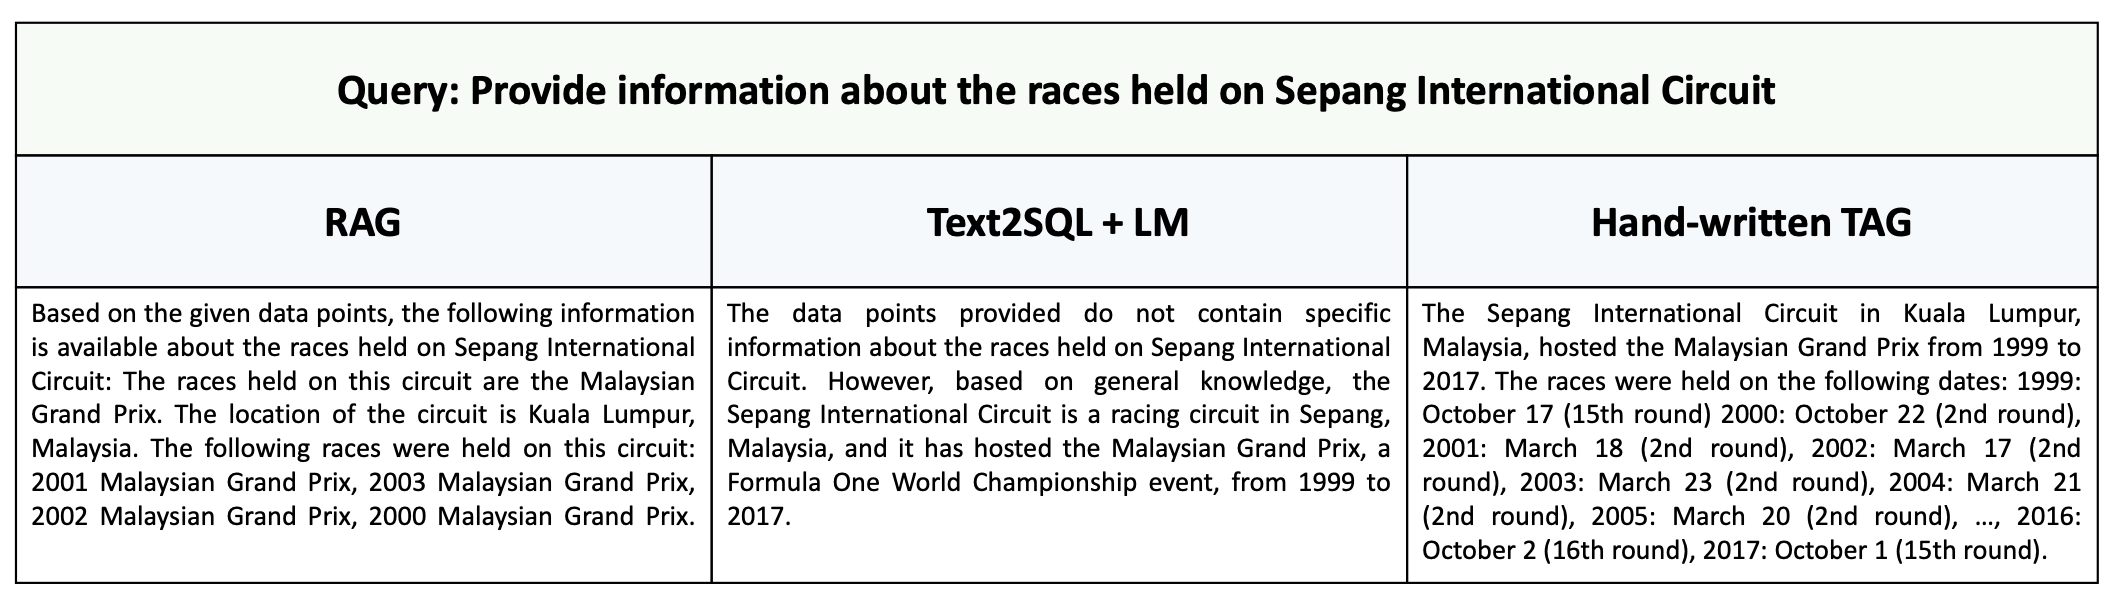 Query: Provide information about the races held on Sepang International Circuit
RAG
Text2SQL + LM
Hand-written TAG
Based on the given data points, the following information
is available about the races held on Sepang International
Circuit: The races held on this circuit are the Malaysian
Grand Prix. The location of the circuit is Kuala Lumpur,
Malaysia. The following races were held on this circuit:
2001 Malaysian Grand Prix, 2003 Malaysian Grand Prix,
2002 Malaysian Grand Prix, 2000 Malaysian Grand Prix.
The data points provided do not contain specific
information about the races held on Sepang International
Circuit. However, based on general knowledge, the
Sepang International Circuit is a racing circuit in Sepang,
Malaysia, and it has hosted the Malaysian Grand Prix, a
Formula One World Championship event, from 1999 to
2017.
The Sepang International Circuit in Kuala Lumpur,
Malaysia, hosted the Malaysian Grand Prix from 1999 to
2017. The races were held on the following dates: 1999:
October 17 (15th round) 2000: October 22 (2nd round),
2001: March 18 (2nd round), 2002: March 17 (2nd
round), 2003: March 23 (2nd round), 2004: March 21
(2nd round), 2005: March 20 (2nd round), ..., 2016:
October 2 (16th round), 2017: October 1 (15th round).